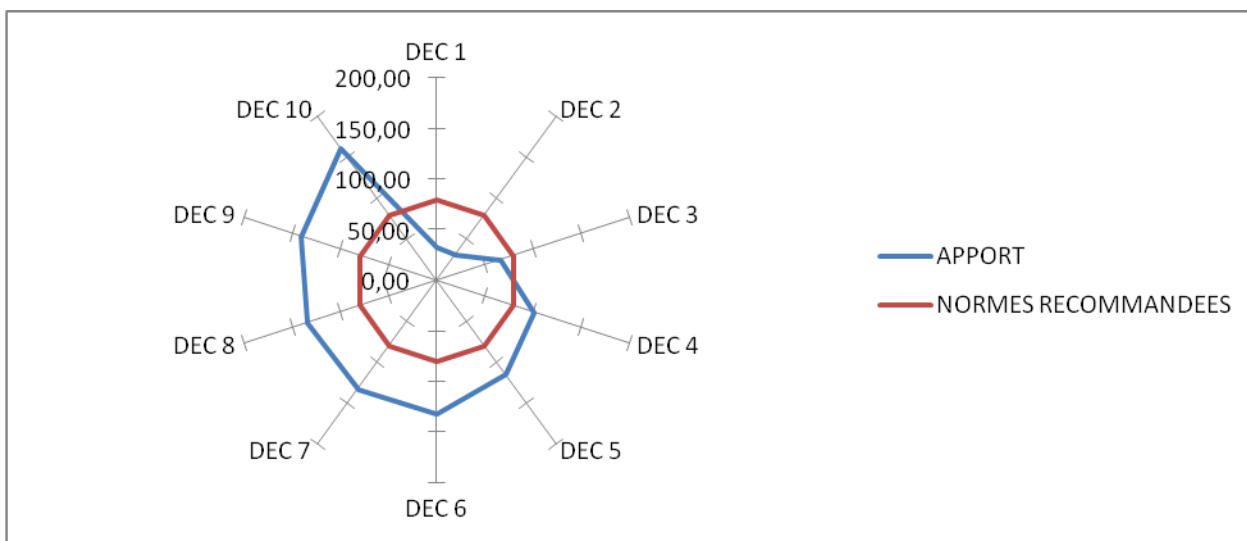 DEC 1
200,00
DEC 10
DEC 2
150,00
100,00
DEC 9
DEC 3
50,00
0,00
DEC 8
DEC 4
DEC 7
DEC 5
DEC 6
APPORT
NORMES RECOMMANDEES